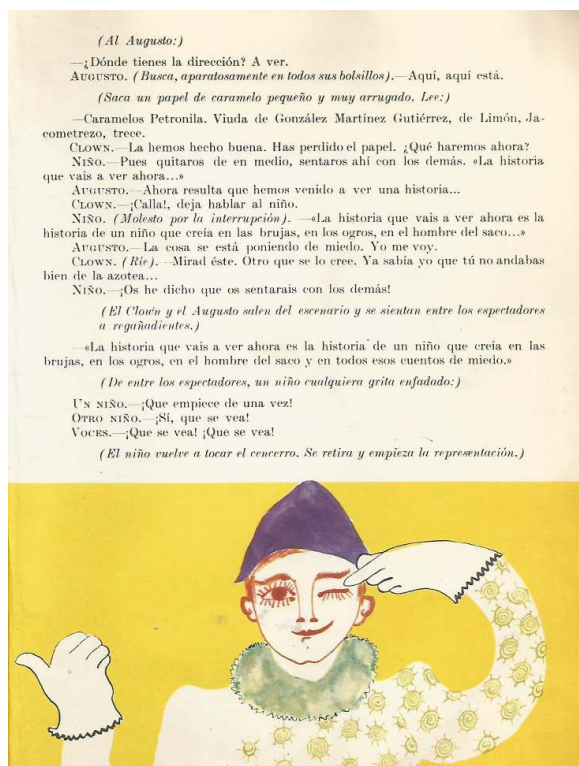 (Al Augusto:)
—¿Dónde tienes la dirección? A ver.
AUGUSTO. (Busca, aparatosamente en todos sus bolsillos).—Aquí, aquí está.
(Saca un papel de caramelo pequeño y muy arrugado. Lee:)
—Caramelos Petronila. Viuda de González Martínez Gutiérrez, de Limón, Ja-
cometrezo, trece.
CLOWN.—La hemos hecho buena. Has perdido el papel. ¿Qué haremos ahora?
NIÑO.—Pues quitaros de en medio, sentaros ahí con los demás. «La historia
que vais a ver ahora...»
AUGUSTO.—Ahora resulta que hemos venido a ver una historia...
CLOWN.—¡Calla!, deja hablar al niño.
NIÑO. (Molesto por la interrupción). —«La historia que vais a ver ahora es la
historia de un niño que creía en las brujas, en los ogros, en el hombre del saco...»
AUGUSTO.—La cosa se está poniendo de miedo. Yo me voy.
CLOWN. (Ríe). —Mirad éste. Otro que se lo cree. Ya sabía yo que tú no andabas
bien de la azotea...
NIÑO.—¡Os he dicho que os sentarais con los demás!
(El Clown y el Augusto salen del escenario y se sientan entre los espectadores
a regañadientes.)
—«La historia que vais a ver ahora es la historia de un niño que creía en las
brujas, en los ogros, en el hombre del saco y en todos esos cuentos de miedo.»
(De entre los espectadores, un niño cualquiera grita enfadado:)
UN NIÑO.—¡Que empiece de una vez!
OTRO NIÑO.—¡Sí, que se vea!
VOCES.—¡Que se vea! ¡Que se vea!
(El niño vuelve a tocar el cencerro. Se retira y empieza la representación.)